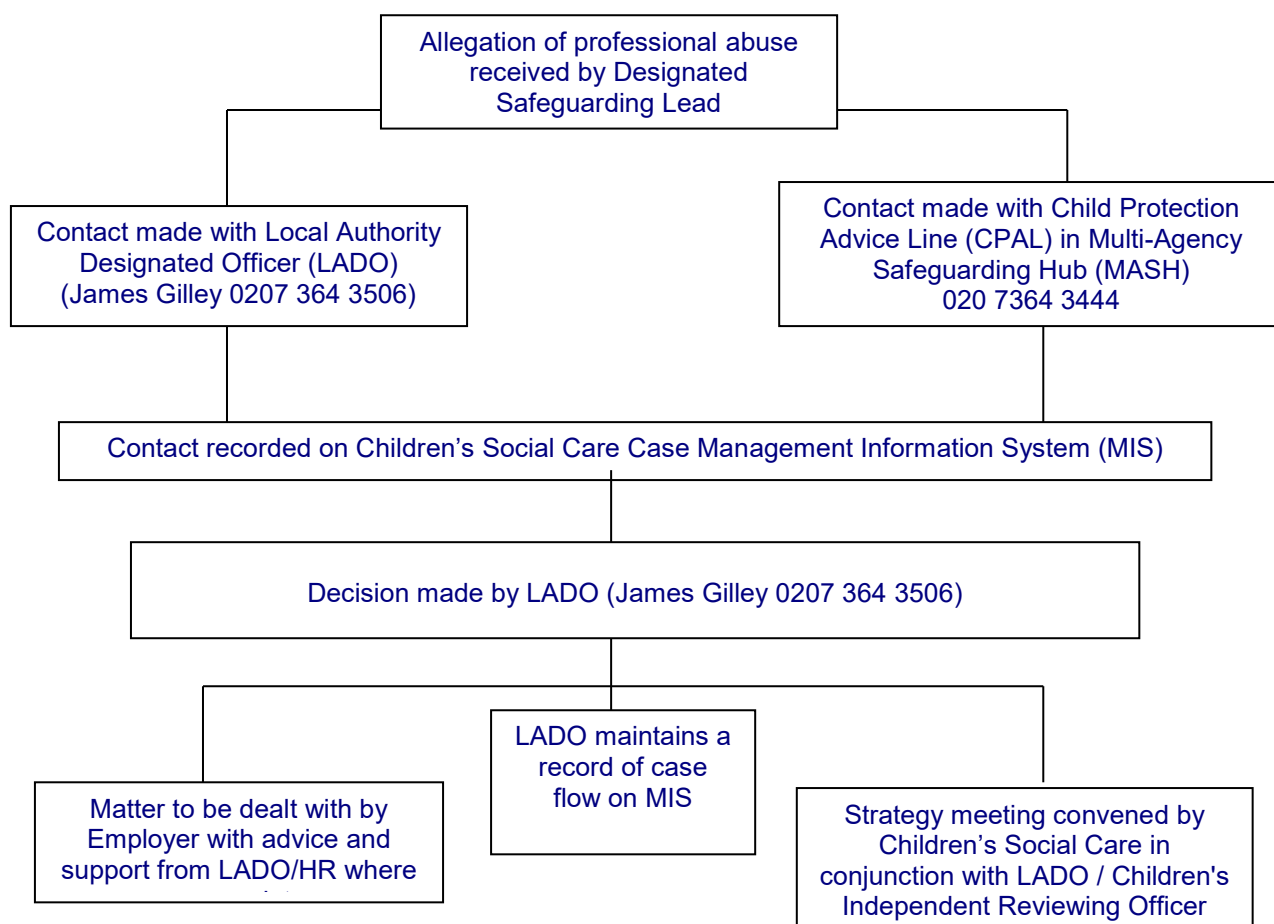 Allegation of professional abuse
received by Designated
Safeguarding Lead
Contact made with Local Authority
Designated Officer (LADO)
(James Gilley 0207 364 3506)
Contact made with Child Protection
Advice Line (CPAL) in Multi-Agency
Safeguarding Hub (MASH)
020 7364 3444
Contact recorded on Children’s Social Care Case Management Information System (MIS)
Decision made by LADO (James Gilley 0207 364 3506)
Matter to be dealt with by
Employer with advice and
support from LADO/HR where
LADO maintains a
record of case
flow on MIS
Strategy meeting convened by
Children’s Social Care in
conjunction with LADO / Children's
Independent Reviewing Officer